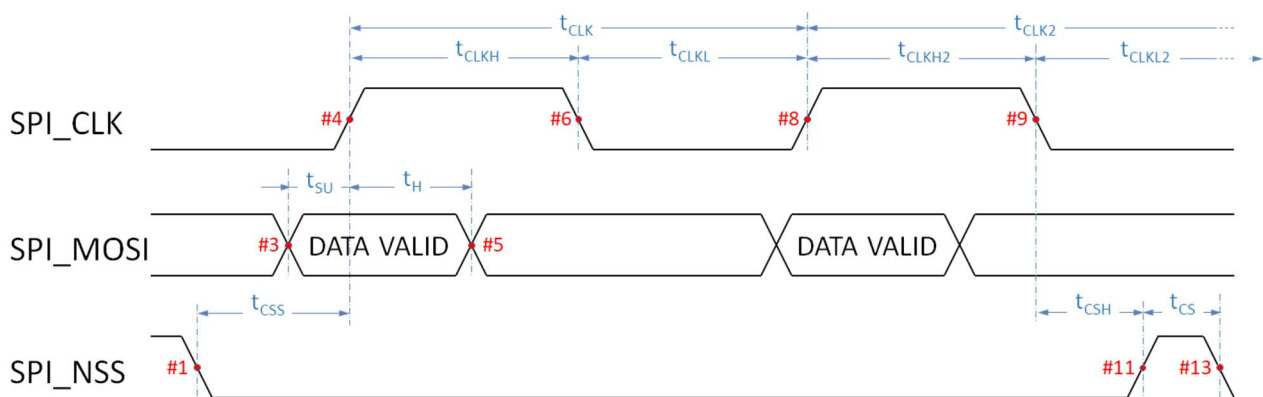 tCLK tCLK2
tCLKH tCLKL tCLKH2 tCLKL2
SPI_CLK #4 #6 #8 #9
tSU tH
SPI_MOSI #3 DATA VALID #5 DATA VALID
tCSS tCSH tCS
SPI_NSS #1 #11 #13